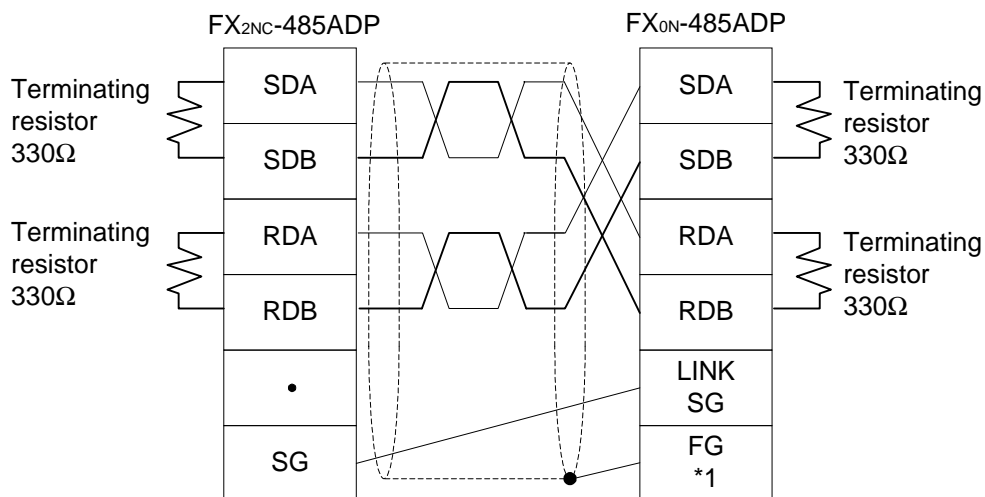 FX2NC-485ADP
FX0N-485ADP
Terminating
resistor
330Ω
SDA
SDB
Terminating
resistor
330Ω
RDA
RDB
•
SG
SDA
SDB
Terminating
resistor
330Ω
RDA
RDB
Terminating
resistor
330Ω
LINK
SG
FG
*1